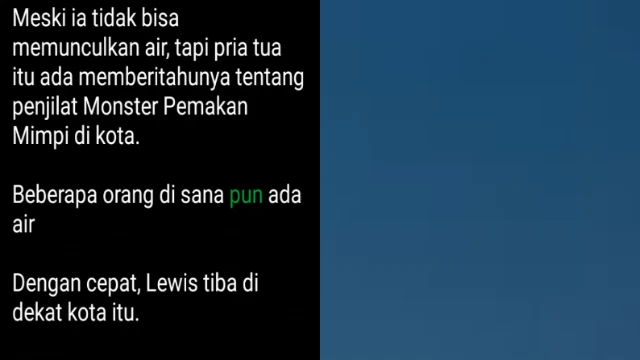 Meski ia tidak bisa
memunculkan air, tapi pria tua
itu ada memberitahunya tentang
penjilat Monster Pemakan
Mimpi di kota.
Beberapa orang di sana pun ada
air
Dengan cepat, Lewis tiba di
dekat kota itu.